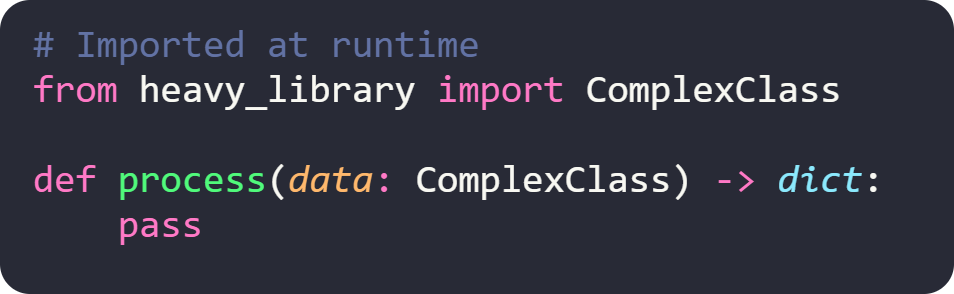 # Imported at runtime
from heavy_library import ComplexClass
def process(data: ComplexClass) -> dict:
    pass